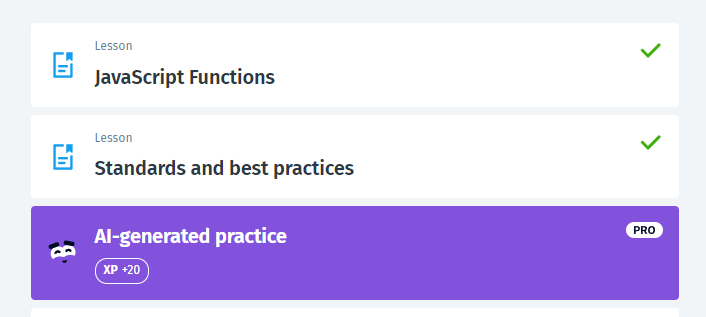 Lesson
JavaScript Functions
Lesson
Standards and best practices
AI-generated practice
PRO
XP +20